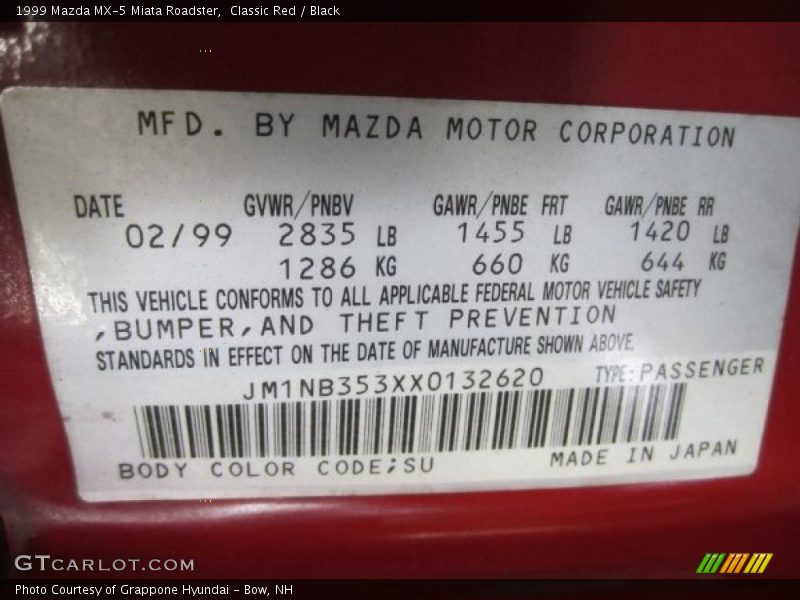 1999 Mazda MX-5 Miata Roadster,  Classic Red / Black
MFD. BY MAZDA MOTOR CORPORATION
DATE GVWR/PNBV GAWR/PNBE FRT GAWR/PNBE RR
02/99 2835 LB 1455 LB 1420 LB
1286 KG 660 KG 644 KG
THIS VEHICLE CONFORMS TO ALL APPLICABLE FEDERAL MOTOR VEHICLE SAFETY
,BUMPER,AND THEFT PREVENTION
STANDARDS IN EFFECT ON THE DATE OF MANUFACTURE SHOWN ABOVE.
JM1NB353XX0132620 TYPE:PASSENGER
BODY COLOR CODE;SU MADE IN JAPAN
GTCARLOT.COM
Photo Courtesy of Grappone Hyundai - Bow, NH